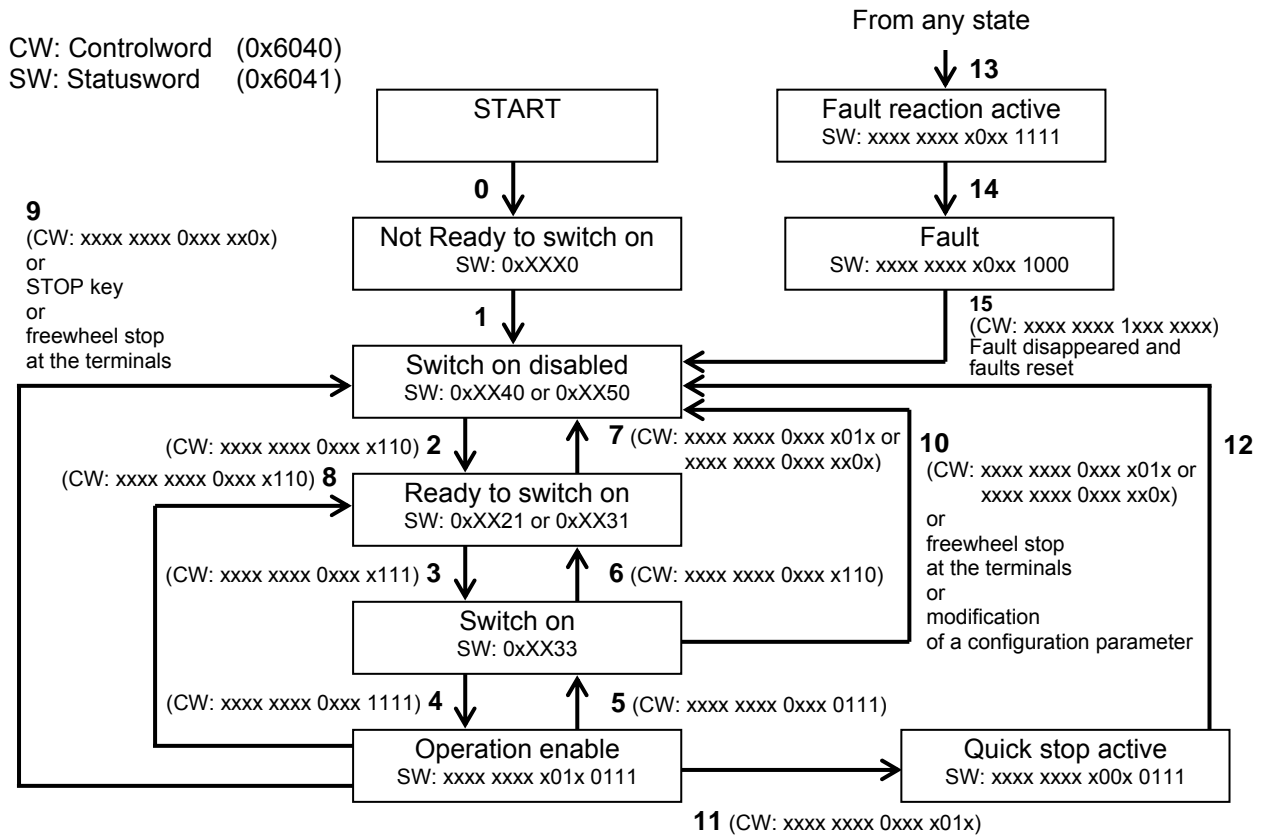 From any state
CW: Controlword (0x6040)
SW: Statusword (0x6041)
13
START
Fault reaction active
SW: xxxx xxxx x0xx 1111
0
14
9
(CW: xxxx xxxx 0xxx xx0x)
or
STOP key
or
freewheel stop
at the terminals
Not Ready to switch on
SW: 0xXXX0
Fault
SW: xxxx xxxx x0xx 1000
1
15
(CW: xxxx xxxx 1xxx xxxx)
Fault disappeared and
faults reset
Switch on disabled
SW: 0xXX40 or 0xXX50
(CW: xxxx xxxx 0xxx x110) 2
7 (CW: xxxx xxxx 0xxx x01x or
xxxx xxxx 0xxx xx0x)
10
(CW: xxxx xxxx 0xxx x01x or
xxxx xxxx 0xxx xx0x)
or
freewheel stop
at the terminals
or
modification
of a configuration parameter
12
(CW: xxxx xxxx 0xxx x110) 8
Ready to switch on
SW: 0xXX21 or 0xXX31
(CW: xxxx xxxx 0xxx x111) 3
6 (CW: xxxx xxxx 0xxx x110)
Switch on
SW: 0xXX33
(CW: xxxx xxxx 0xxx 1111) 4
5 (CW: xxxx xxxx 0xxx 0111)
Operation enable
SW: xxxx xxxx x01x 0111
Quick stop active
SW: xxxx xxxx x00x 0111
11 (CW: xxxx xxxx 0xxx x01x)